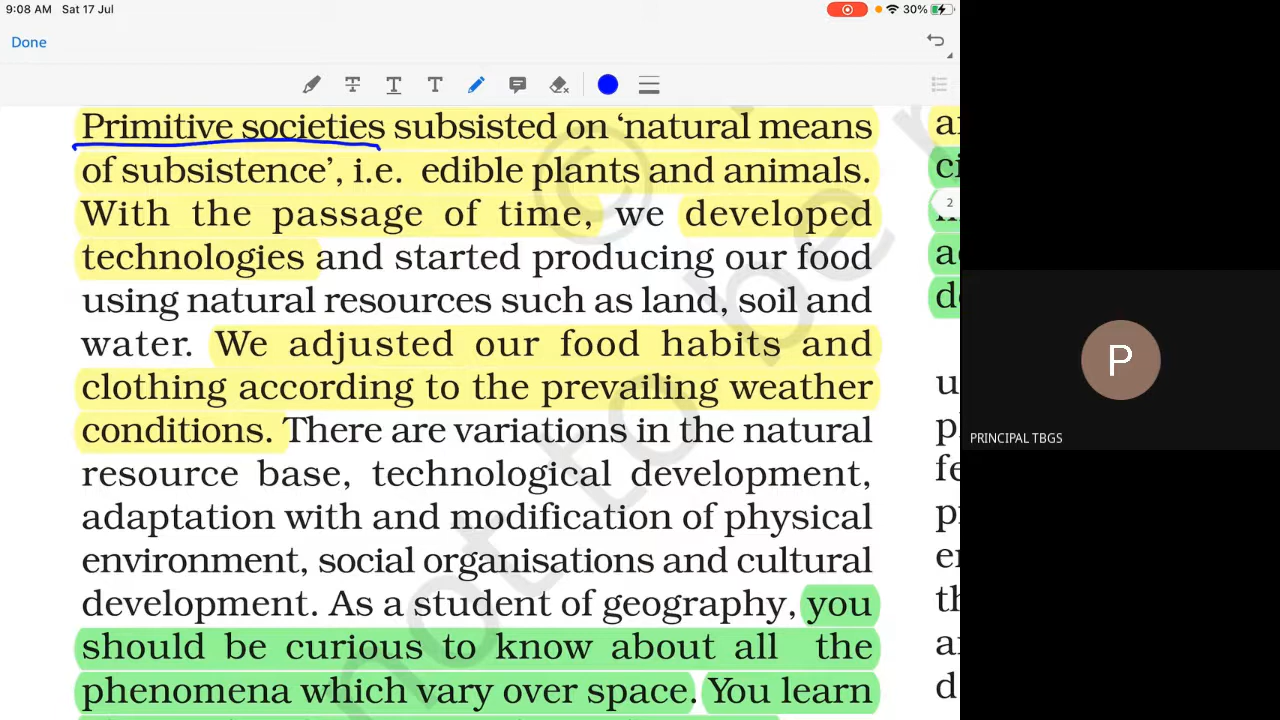 9:08 AM Sat 17 Jul
30%
Done
Primitive societies subsisted on ‘natural means
of subsistence’, i.e. edible plants and animals.
With the passage of time, we developed
technologies and started producing our food
using natural resources such as land, soil and
water. We adjusted our food habits and
clothing according to the prevailing weather
conditions. There are variations in the natural
resource base, technological development,
adaptation with and modification of physical
environment, social organisations and cultural
development. As a student of geography, you
should be curious to know about all the
phenomena which vary over space. You learn
2
P
PRINCIPAL TBGS